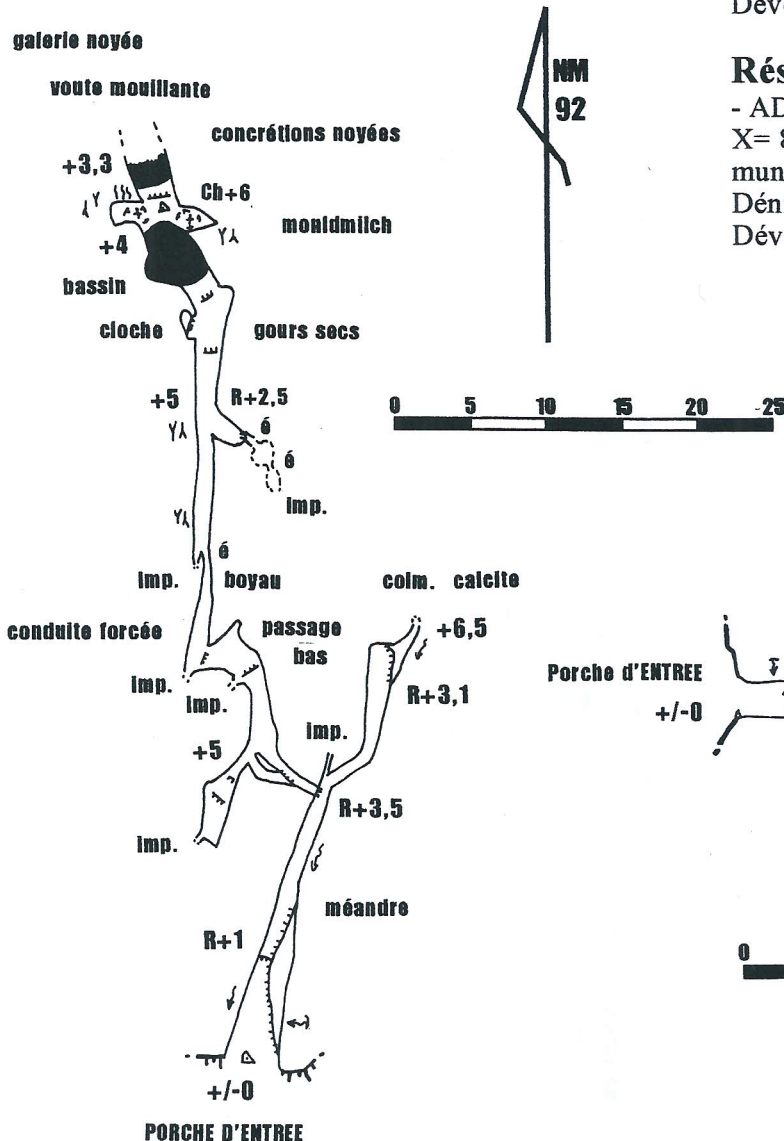 galerie noyée
voute mouillante
concrétions noyées
+3,3
Ch+6
monldmilch
+4
bassin
cloche
gours secs
+5
R+2,5
é
é
imp.
é
imp.
boyau
colm. calcite
conduite forcée
passage
bas
+6,5
imp.
imp.
R+3,1
imp.
+5
R+3,5
imp.
méandre
R+1
+/-0
PORCHE D'ENTREE
NM
92
0 5 10 15 20 25
Porche d'ENTREE
+/-0
0
Dév
Rés
- AD
X= 8
mun
Dén
Dév